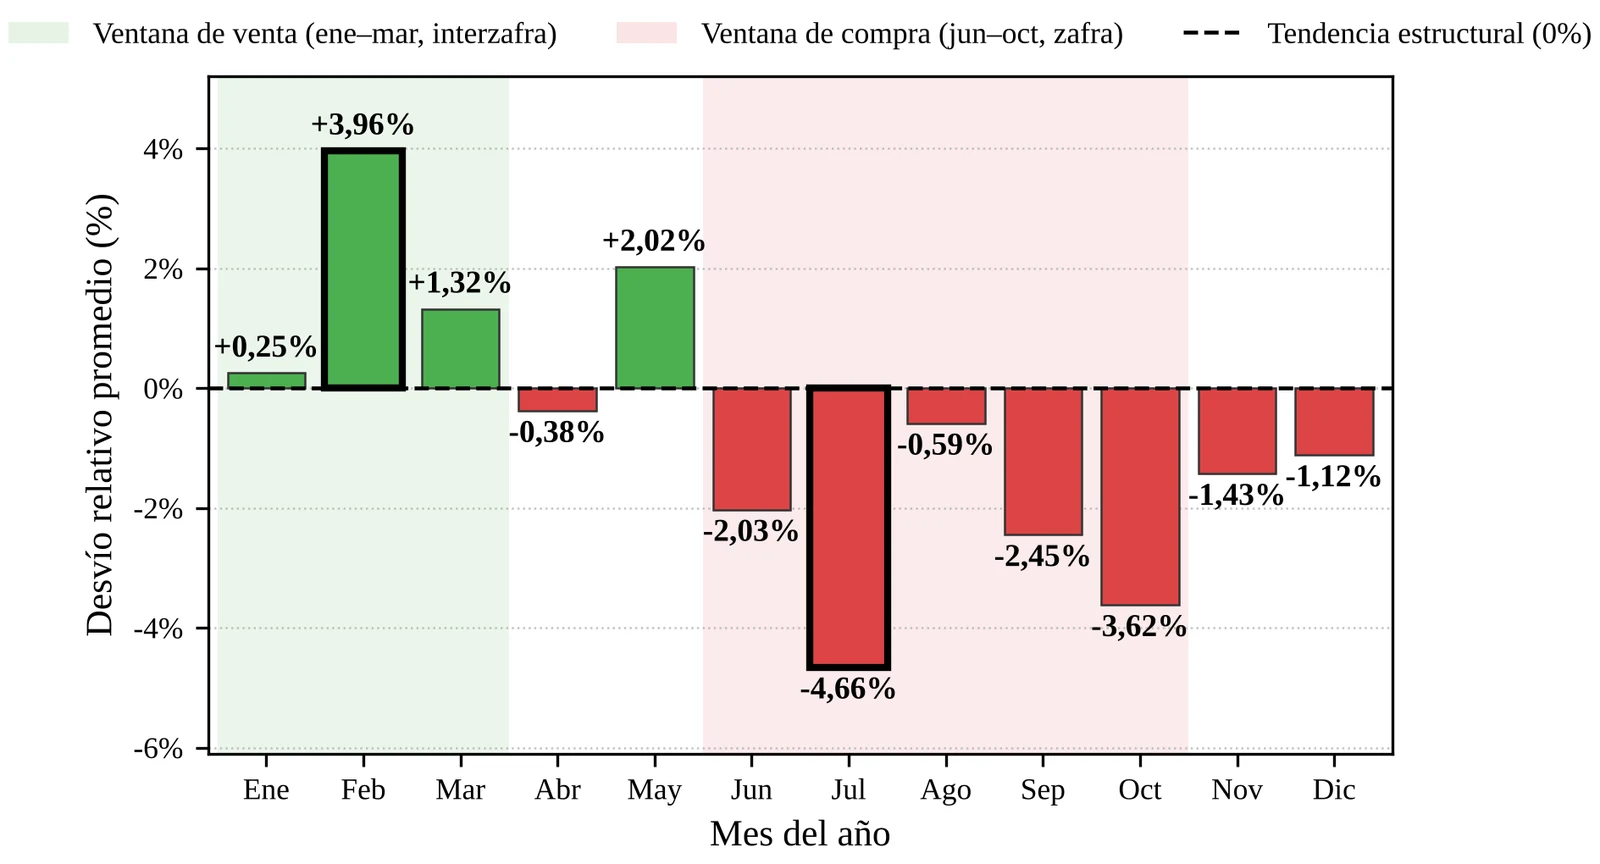 Ventana de venta (ene–mar, interzafra)
Ventana de compra (jun–oct, zafra)
Tendencia estructural (0%)
Desvío relativo promedio (%)
4%
2%
0%
-2%
-4%
-6%
+0,25%
+3,96%
+1,32%
-0,38%
+2,02%
-2,03%
-4,66%
-0,59%
-2,45%
-3,62%
-1,43%
-1,12%
Ene
Feb
Mar
Abr
May
Jun
Jul
Ago
Sep
Oct
Nov
Dic
Mes del año